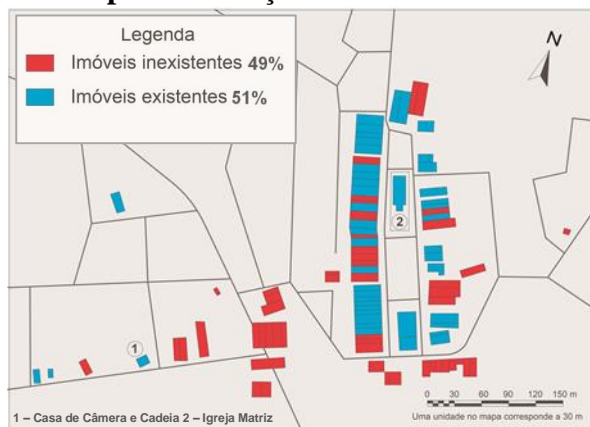 Legenda
Imóveis inexistentes 49%
Imóveis existentes 51%
N
2
1
0 30 60 90 120 150 m
Uma unidade no mapa corresponde a 30 m
1 – Casa de Câmera e Cadeia 2 – Igreja Matriz